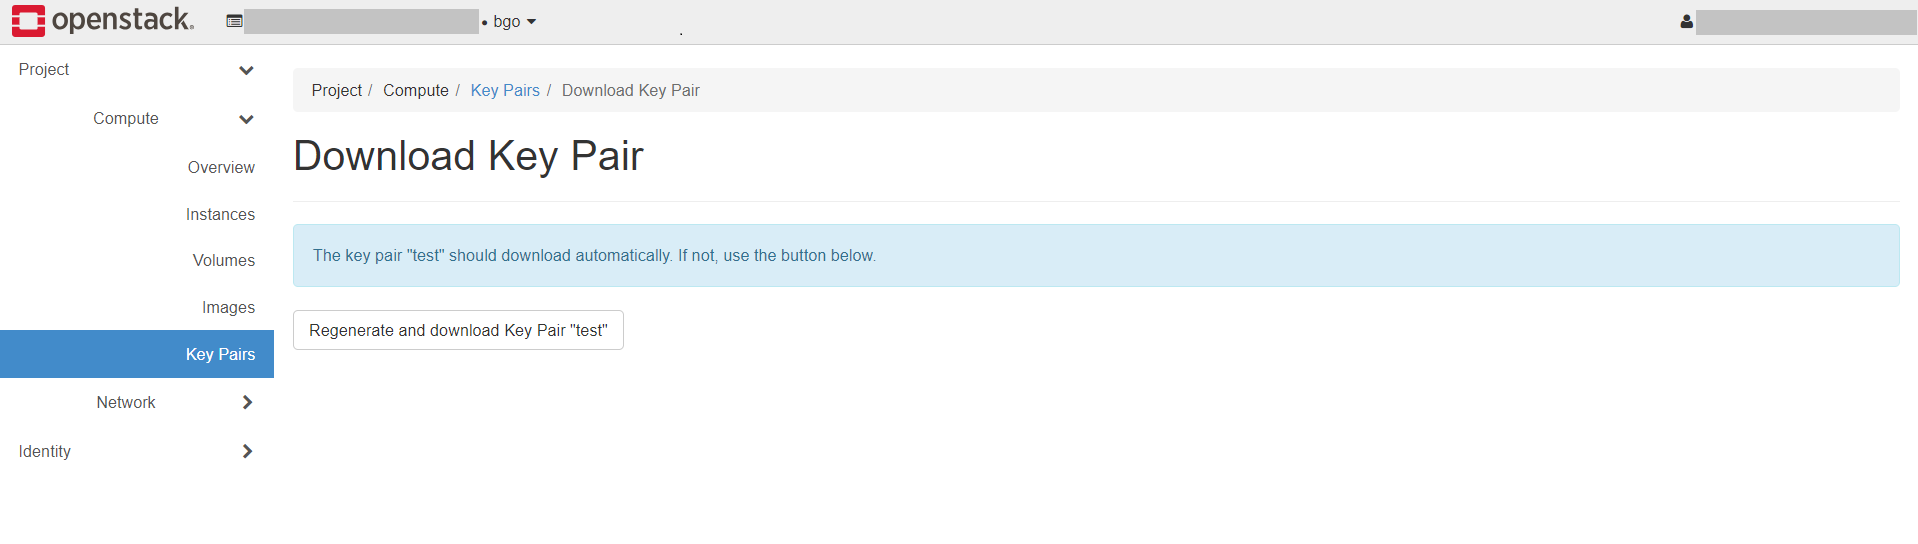 openstack.
• bgo
.
Project
Compute
Overview
Instances
Volumes
Images
Key Pairs
Network
Identity
Project / Compute / Key Pairs / Download Key Pair
Download Key Pair
The key pair "test" should download automatically. If not, use the button below.
Regenerate and download Key Pair "test"